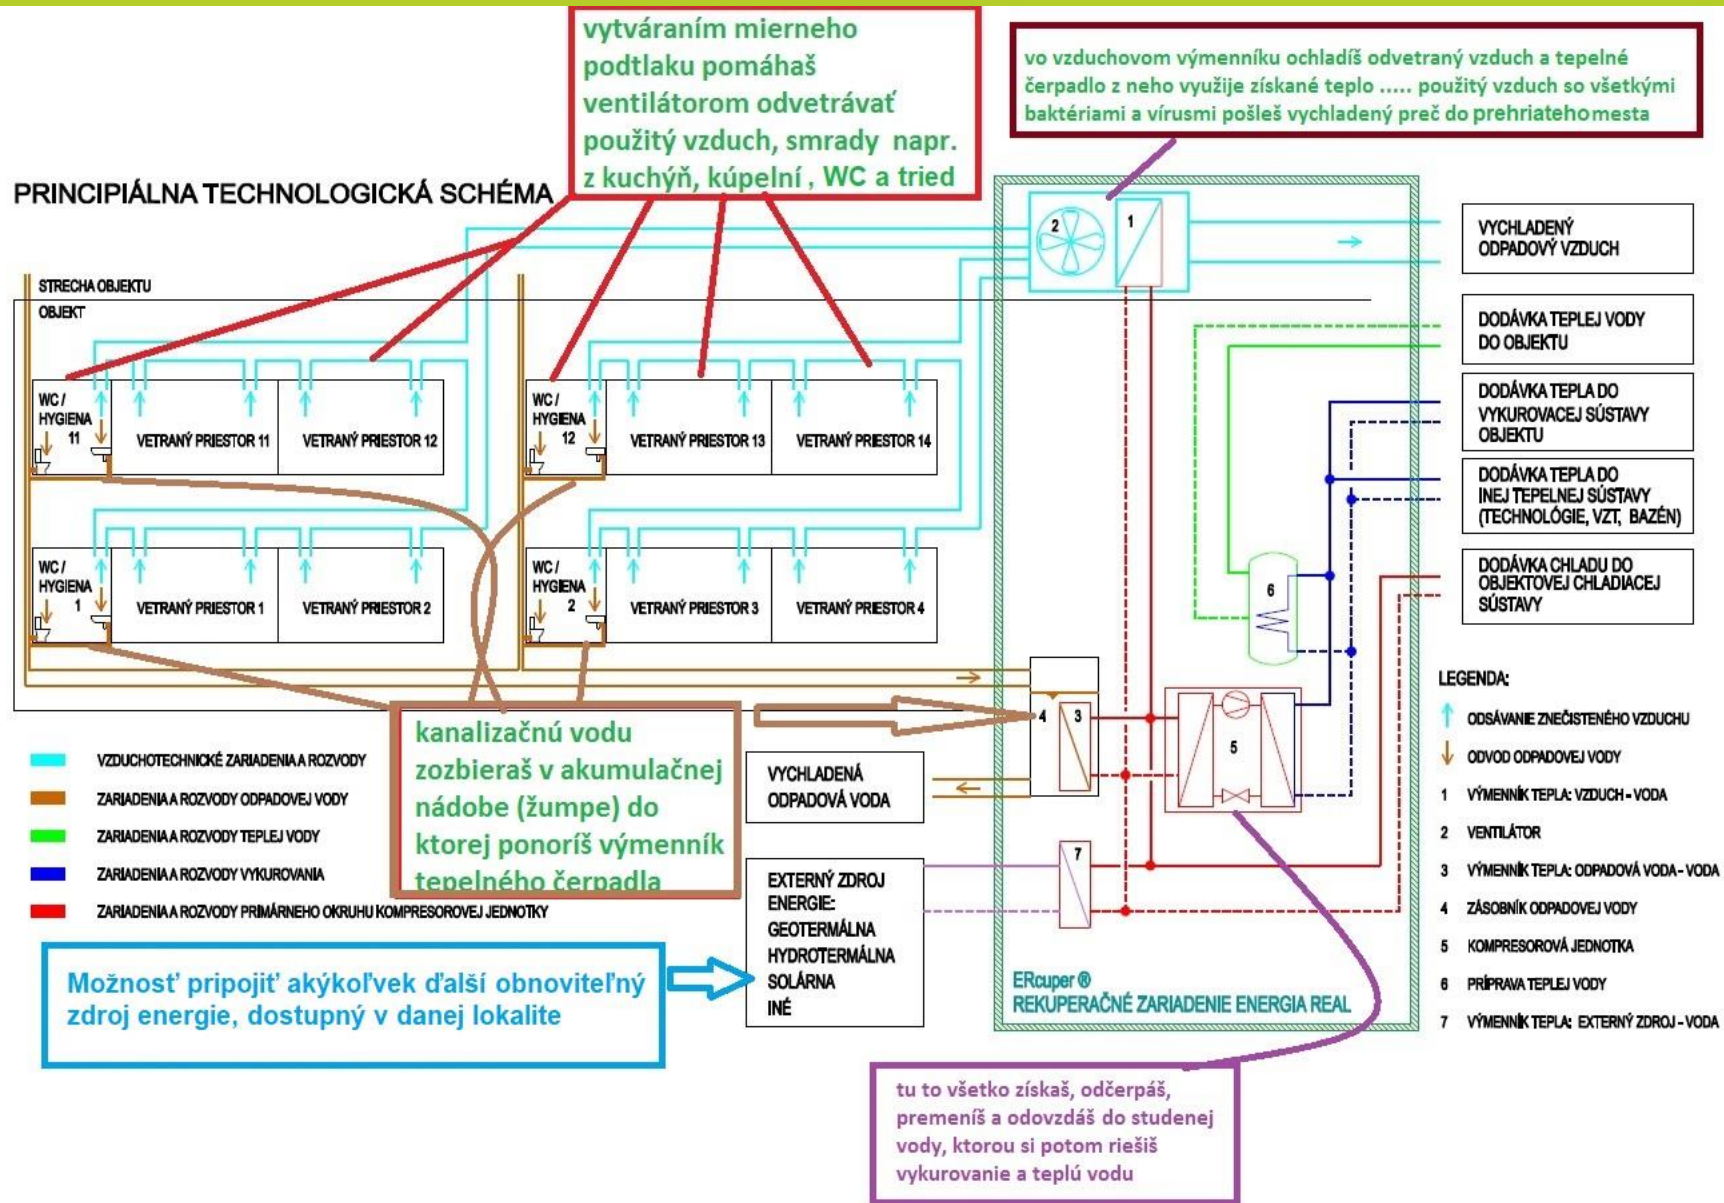 vytváraním mierneho
podtlaku pomáhaš
ventilátorom odvetrávať
použitý vzduch, smrady napr.
z kuchýň, kúpelní , WC a tried
vo vzduchovom výmenníku ochladíš odvetraný vzduch a tepelné
čerpadlo z neho využije získané teplo ..... použitý vzduch so všetkými
baktériami a vírusmi pošleš vychladený preč do prehriateho mesta
PRINCIPIÁLNA TECHNOLOGICKÁ SCHÉMA
STRECHA OBJEKTU
OBJEKT
WC /
HYGIENA
11
VETRANÝ PRIESTOR 11
VETRANÝ PRIESTOR 12
WC /
HYGIENA
12
VETRANÝ PRIESTOR 13
VETRANÝ PRIESTOR 14
WC /
HYGIENA
1
VETRANÝ PRIESTOR 1
VETRANÝ PRIESTOR 2
WC /
HYGIENA
2
VETRANÝ PRIESTOR 3
VETRANÝ PRIESTOR 4
2
1
6
4
3
5
7
VYCHLADENÝ
ODPADOVÝ VZDUCH
DODÁVKA TEPLEJ VODY
DO OBJEKTU
DODÁVKA TEPLA DO
VYKUROVACEJ SÚSTAVY
OBJEKTU
DODÁVKA TEPLA DO
INEJ TEPELNEJ SÚSTAVY
(TECHNOLÓGIE, VZT, BAZÉN)
DODÁVKA CHLADU DO
OBJEKTOVEJ CHLADIACEJ
SÚSTAVY
kanalizačnú vodu
zozbieraš v akumulačnej
nádobe (žumpe) do
ktorej ponoríš výmenník
tepelného čerpadla
VYCHLADENÁ
ODPADOVÁ VODA
EXTERNÝ ZDROJ
ENERGIE:
GEOTERMÁLNA
HYDROTERMÁLNA
SOLÁRNA
INÉ
ERcuper ®
REKUPERAČNÉ ZARIADENIE ENERGIA REAL
VZDUCHOTECHNICKÉ ZARIADENIA A ROZVODY
ZARIADENIA A ROZVODY ODPADOVEJ VODY
ZARIADENIA A ROZVODY TEPLEJ VODY
ZARIADENIA A ROZVODY VYKUROVANIA
ZARIADENIA A ROZVODY PRIMÁRNEHO OKRUHU KOMPRESOROVEJ JEDNOTKY
Možnosť pripojiť akýkoľvek ďalší obnoviteľný
zdroj energie, dostupný v danej lokalite
tu to všetko získaš, odčerpáš,
premeníš a odovzdáš do studenej
vody, ktorou si potom riešiš
vykurovanie a teplú vodu
LEGENDA:
ODSÁVANIE ZNEČISTENÉHO VZDUCHU
ODVOD ODPADOVEJ VODY
1 VÝMENNÍK TEPLA: VZDUCH - VODA
2 VENTILÁTOR
3 VÝMENNÍK TEPLA: ODPADOVÁ VODA - VODA
4 ZÁSOBNÍK ODPADOVEJ VODY
5 KOMPRESOROVÁ JEDNOTKA
6 PRÍPRAVA TEPLEJ VODY
7 VÝMENNÍK TEPLA: EXTERNÝ ZDROJ - VODA